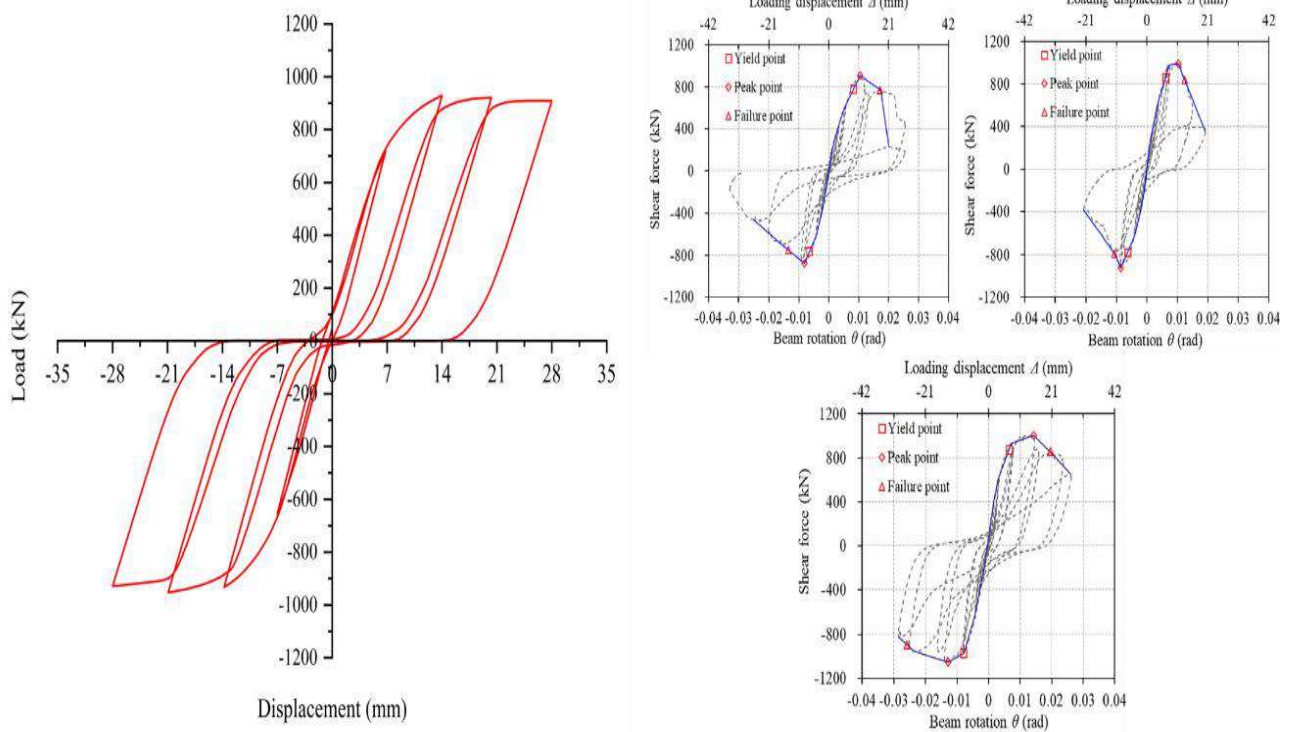 1200
1000
800
600
400
200
0
-200
-400
-600
-800
-1000
-1200
-35 -28 -21 -14 -7 0 7 14 21 28 35
Load (kN)
Displacement (mm)
Loading displacement Δ (mm)
-42 -21 0 21 42
1200
800
400
0
-400
-800
-1200
Shear force (kN)
Yield point
Peak point
Failure point
-0.04 -0.03 -0.02 -0.01 0 0.01 0.02 0.03 0.04
Beam rotation θ (rad)
Loading displacement Δ (mm)
-42 -21 0 21 42
1200
800
400
0
-400
-800
-1200
Shear force (kN)
Yield point
Peak point
Failure point
-0.04 -0.03 -0.02 -0.01 0 0.01 0.02 0.03 0.04
Beam rotation θ (rad)
Loading displacement Δ (mm)
-42 -21 0 21 42
1200
800
400
0
-400
-800
-1200
Shear force (kN)
Yield point
Peak point
Failure point
-0.04 -0.03 -0.02 -0.01 0 0.01 0.02 0.03 0.04
Beam rotation θ (rad)